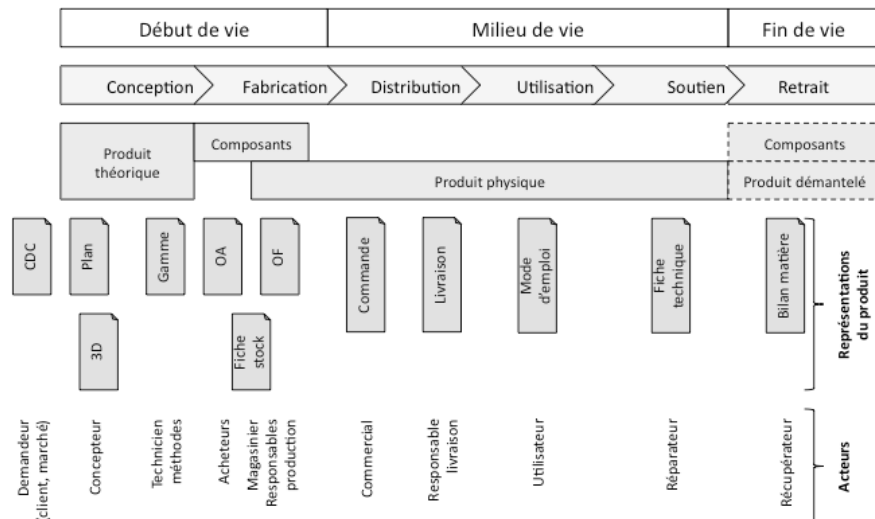 Début de vie
Milieu de vie
Fin de vie
Conception
Fabrication
Distribution
Utilisation
Soutien
Retrait
Produit
théorique
Composants
Composants
Produit physique
Produit démantelé
CDC
Plan
Gamme
OA
OF
Commande
Livraison
Mode
d'emploi
Fiche
technique
Bilan matière
Représentations
du produit
3D
Fiche
stock
Demandeur
(client, marché)
Concepteur
Technicien
méthodes
Acheteurs
Magasinier
Responsables
production
Commercial
Responsable
livraison
Utilisateur
Réparateur
Récupérateur
Acteurs